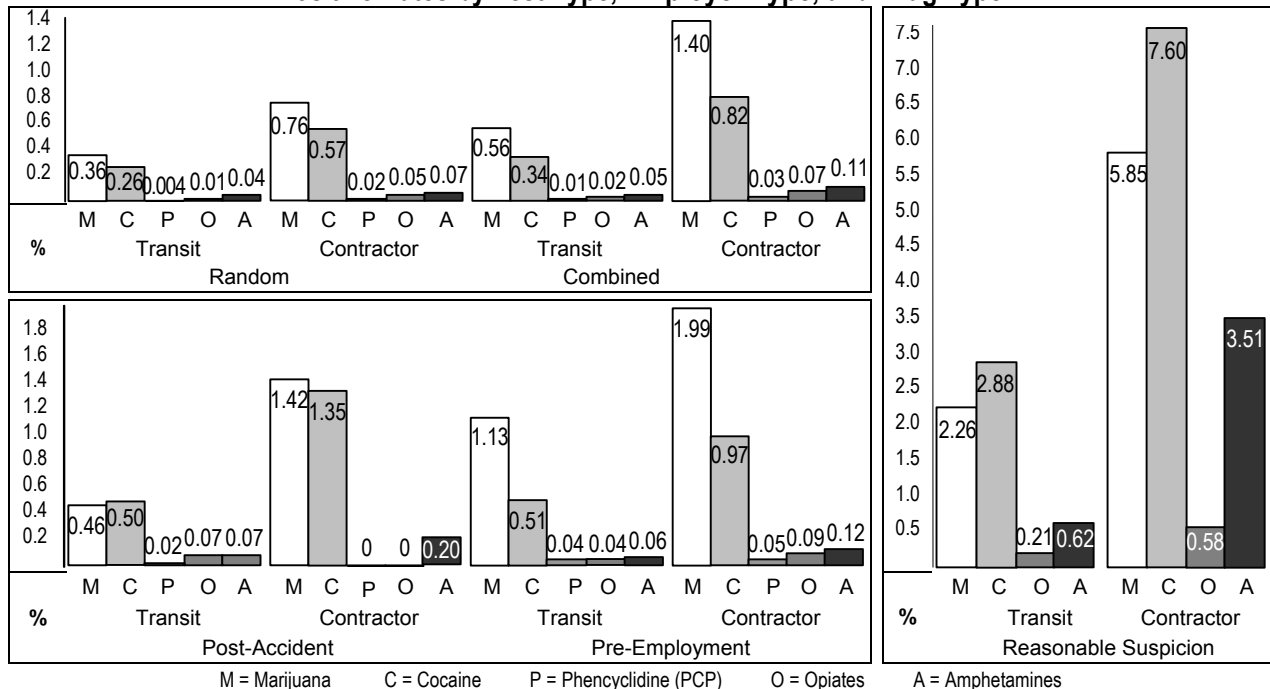 1.4
1.2
1.0
0.8
0.6
0.4
0.2
0.36 0.26 0.004 0.01 0.04
0.76 0.57 0.02 0.05 0.07
0.56 0.34 0.01 0.02 0.05
1.40 0.82 0.03 0.07 0.11
M C P O A M C P O A M C P O A M C P O A
% Transit Contractor Transit Contractor
Random Combined
1.8
1.6
1.4
1.2
1.0
0.8
0.6
0.4
0.2
0.46 0.50 0.02 0.07 0.07
1.42 1.35 0 0 0.20
1.13 0.51 0.04 0.04 0.06
1.99 0.97 0.05 0.09 0.12
M C P O A M C P O A M C P O A M C P O A
% Transit Contractor Transit Contractor
Post-Accident Pre-Employment
7.5
7.0
6.5
6.0
5.5
5.0
4.5
4.0
3.5
3.0
2.5
2.0
1.5
1.0
0.5
2.26 2.88 0.21 0.62
5.85 7.60 0.58 3.51
M C O A M C O A
% Transit Contractor
Reasonable Suspicion
M = Marijuana C = Cocaine P = Phencyclidine (PCP) O = Opiates A = Amphetamines